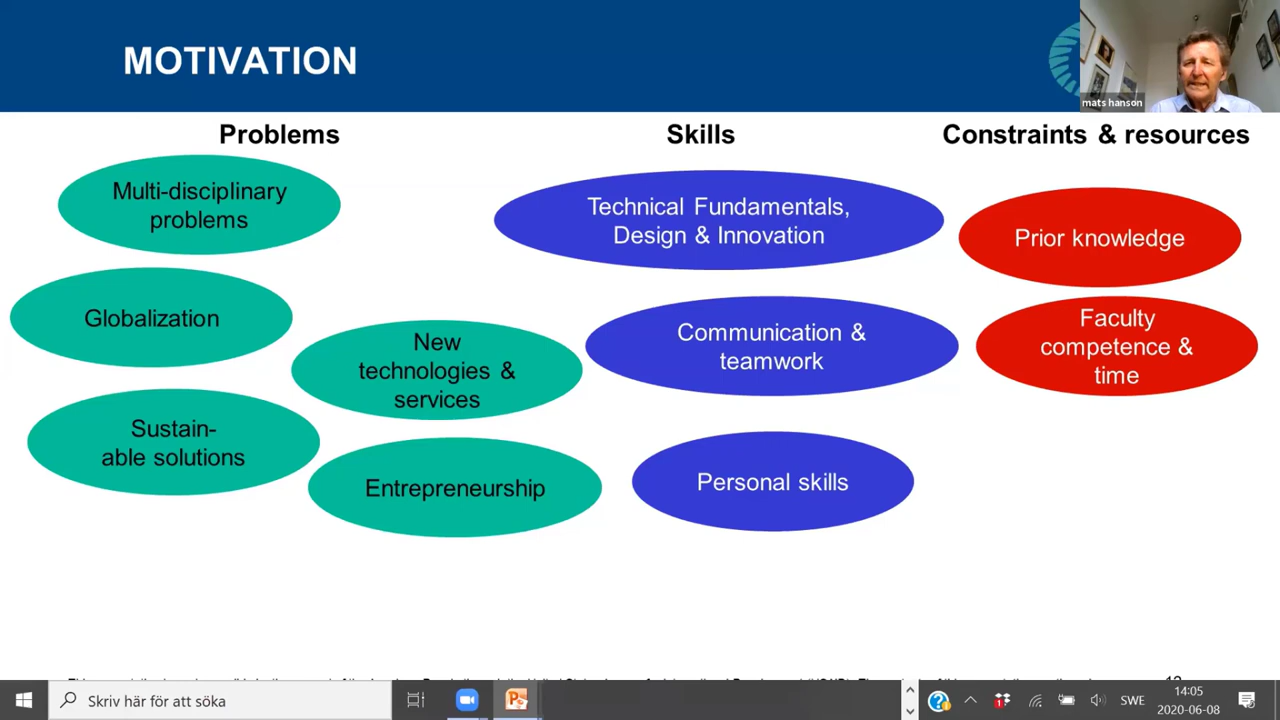 MOTIVATION
mats hanson
Problems
Skills
Constraints & resources
Multi-disciplinary
problems
Technical Fundamentals,
Design & Innovation
Prior knowledge
Globalization
New
technologies &
services
Communication &
teamwork
Faculty
competence &
time
Sustain-
able solutions
Entrepreneurship
Personal skills
Skriv här för att söka
SWE
14:05
2020-06-08